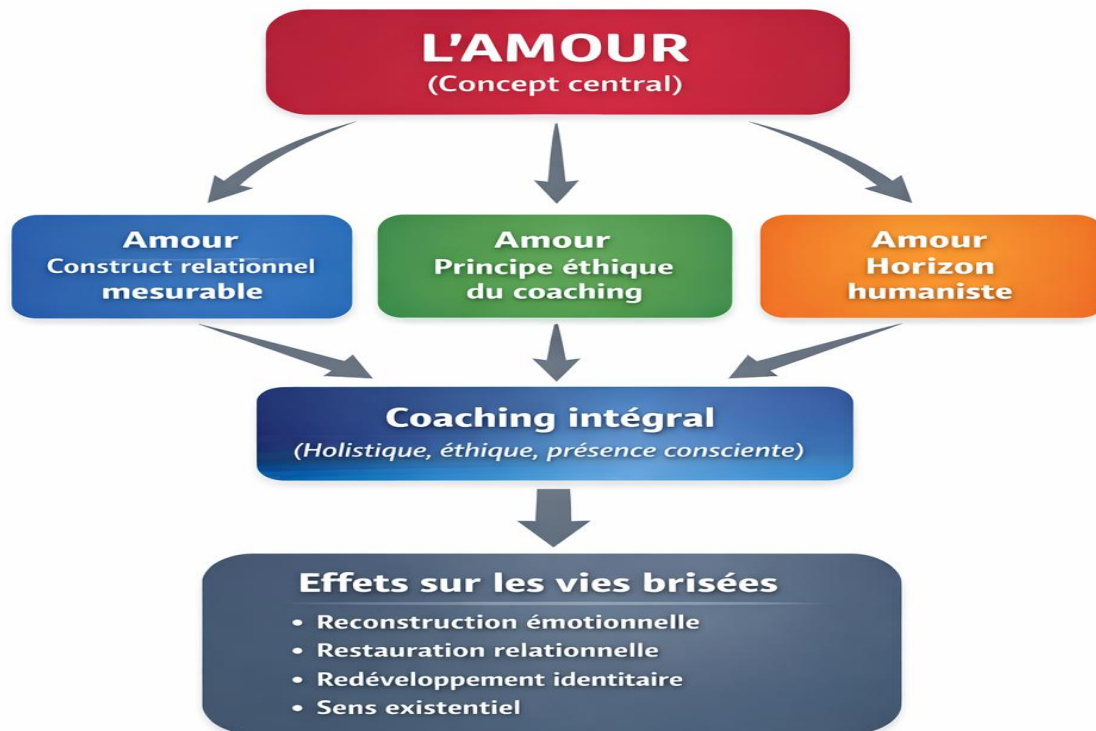 L'AMOUR
(Concept central)
Amour
Construct relationnel
mesurable
Amour
Principe éthique
du coaching
Amour
Horizon
humaniste
Coaching intégral
(Holistique, éthique, présence consciente)
Effets sur les vies brisées
• Reconstruction émotionnelle
• Restauration relationnelle
• Redéveloppement identitaire
• Sens existentiel